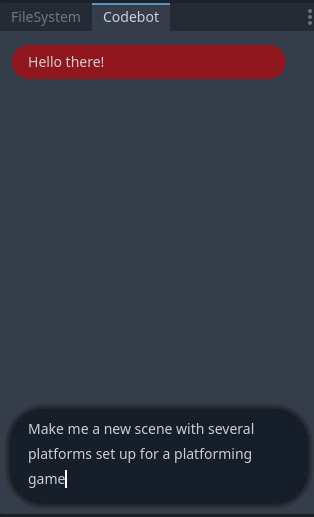 FileSystem Codebot
Hello there!
Make me a new scene with several
platforms set up for a platforming
game